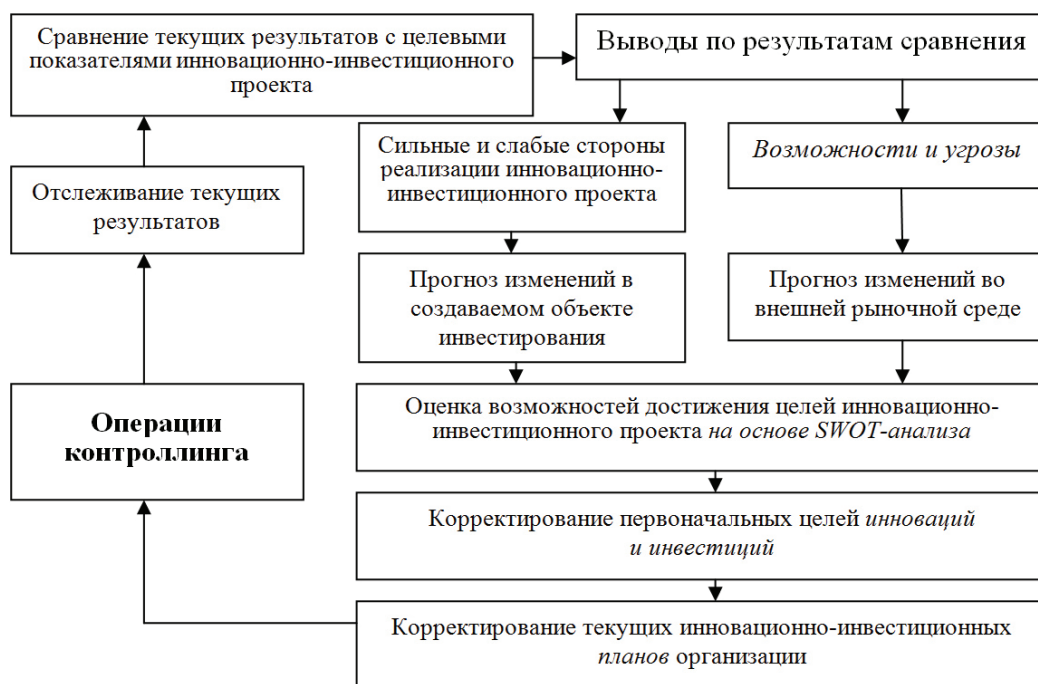 Сравнение текущих результатов с целевыми
показателями инновационно-инвестиционного
проекта
Выводы по результатам сравнения
Сильные и слабые стороны
реализации инновационно-
инвестиционного проекта
Возможности и угрозы
Отслеживание текущих
результатов
Прогноз изменений в
создаваемом объекте
инвестирования
Прогноз изменений во
внешней рыночной среде
Операции
контроллинга
Оценка возможностей достижения целей инновационно-
инвестиционного проекта на основе SWOT-анализа
Корректирование первоначальных целей инноваций
и инвестиций
Корректирование текущих инновационно-инвестиционных
планов организации